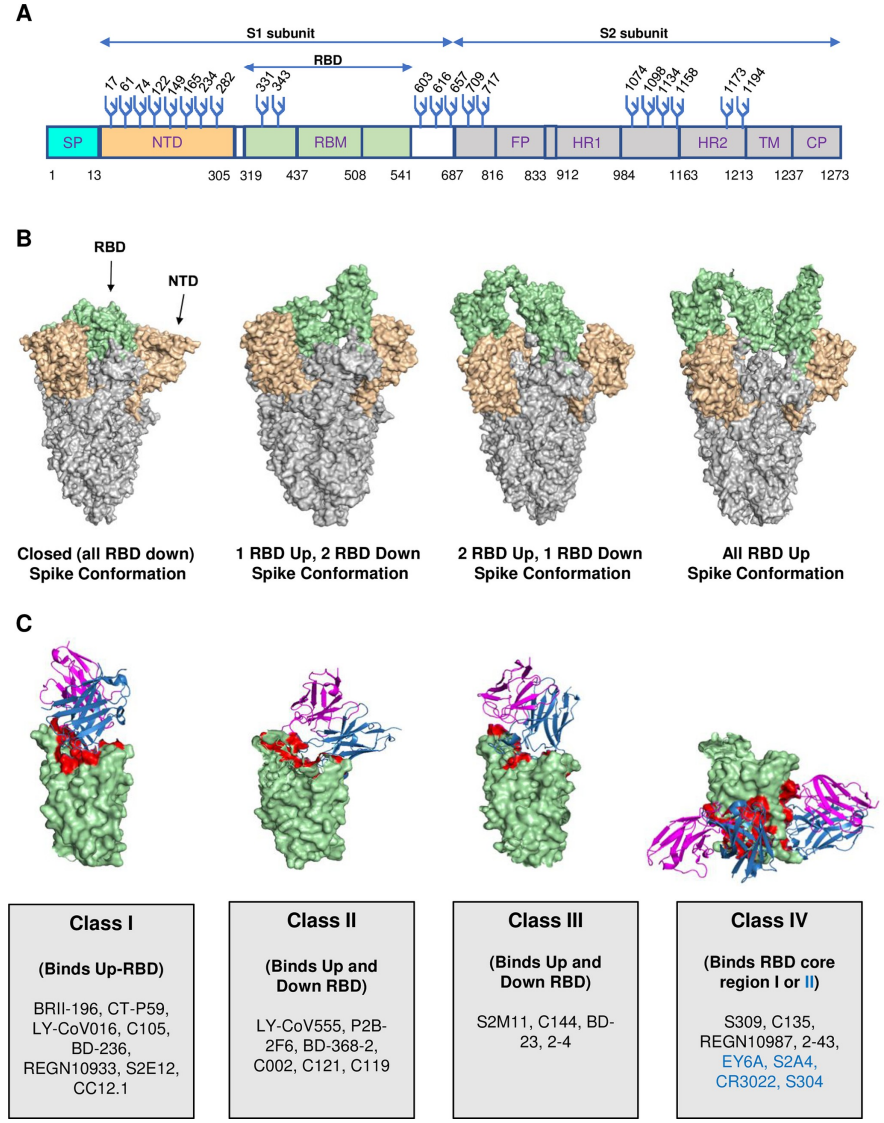 A
S1 subunit
S2 subunit
RBD
17 61 74 122 149 165 234 282 331 343 603 616 657 709 717 1074 1098 1134 1158 1173 1194
SP NTD RBM FP HR1 HR2 TM CP
1 13 305 319 437 508 541 687 816 833 912 984 1163 1213 1237 1273
B
RBD
NTD
Closed (all RBD down)
Spike Conformation
1 RBD Up, 2 RBD Down
Spike Conformation
2 RBD Up, 1 RBD Down
Spike Conformation
All RBD Up
Spike Conformation
C
Class I
(Binds Up-RBD)
BRII-196, CT-P59,
LY-CoV016, C105,
BD-236,
REGN10933, S2E12,
CC12.1
Class II
(Binds Up and
Down RBD)
LY-CoV555, P2B-
2F6, BD-368-2,
C002, C121, C119
Class III
(Binds Up and
Down RBD)
S2M11, C144, BD-
23, 2-4
Class IV
(Binds RBD core
region I or II)
S309, C135,
REGN10987, 2-43,
EY6A, S2A4,
CR3022, S304